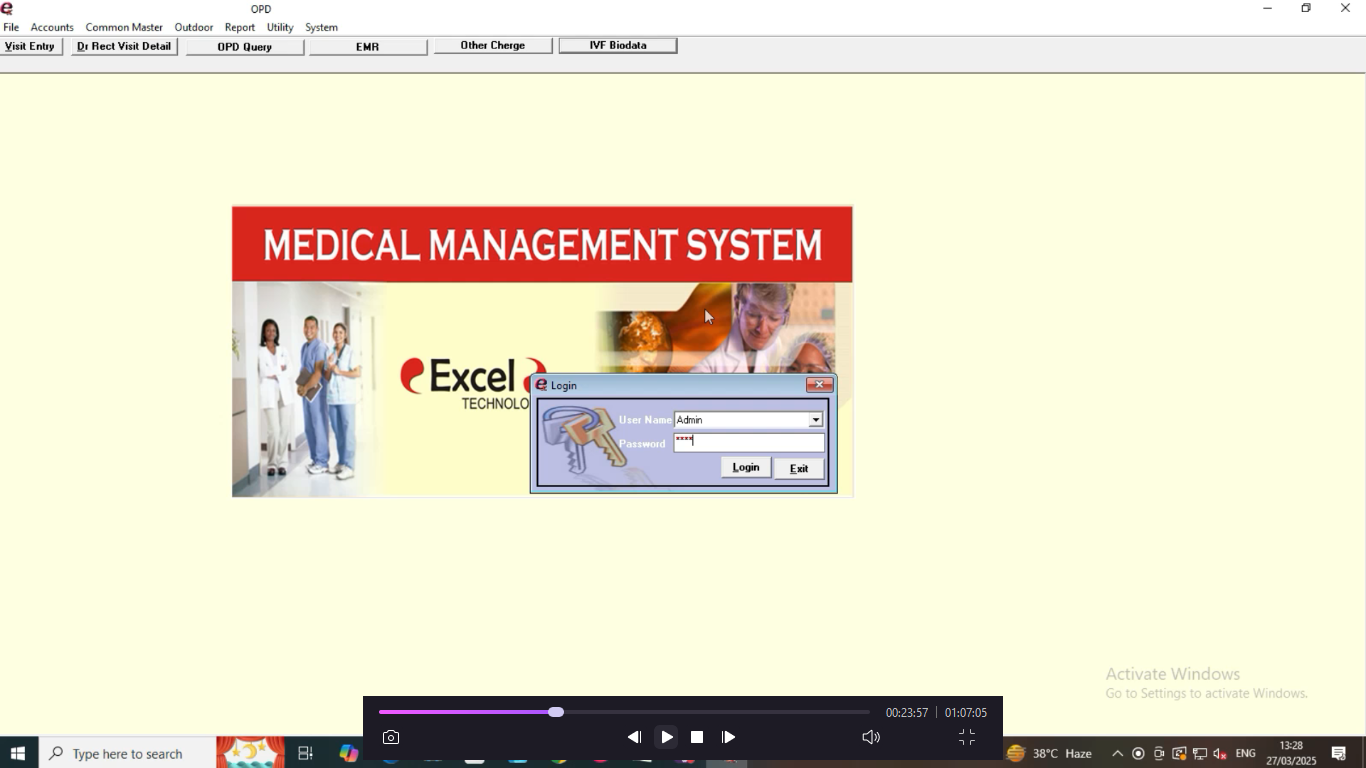 OPD
File Accounts Common Master Outdoor Report Utility System
Visit Entry Dr Rect Visit Detail OPD Query EMR Other Cherge IVF Biodata
MEDICAL MANAGEMENT SYSTEM
Excel
TECHNOLO
Login
User Name Admin
Password ****
Login Exit
Activate Windows
Go to Settings to activate Windows.
00:23:57 01:07:05
Type here to search
38°C Haze ENG 13:28
27/03/2025